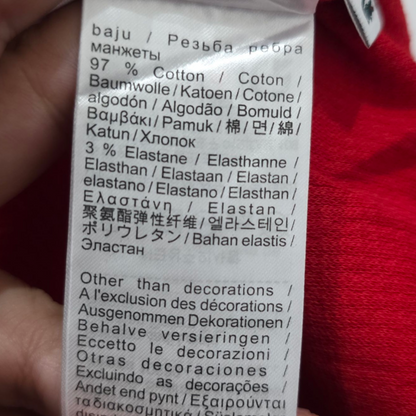 baju / Резьба ребра
манжеты
97 % Cotton / Coton /
Baumwolle / Katoen / Cotone /
algodón / Algodão / Bomuld /
Βαμβάκι / Pamuk / 棉 / 면 / 綿 /
Katun / Хлопок
3 % Elastane / Elasthanne /
Elasthan / Elastaan / Elastan /
elastano / Elastano / Elasthan /
Ελαστάνη / Elastan /
聚氨酯弹性纤维 / 엘라스테인 /
ポリウレタン / Bahan elastis /
Эластан
Other than decorations /
A l'exclusion des décorations /
Ausgenommen Dekorationen /
Behalve versieringen /
Eccetto le decorazioni /
Otras decoraciones /
Excluindo as decorações /
Andet end pynt / Εξαιρούνται
τα διακοσμητικά /